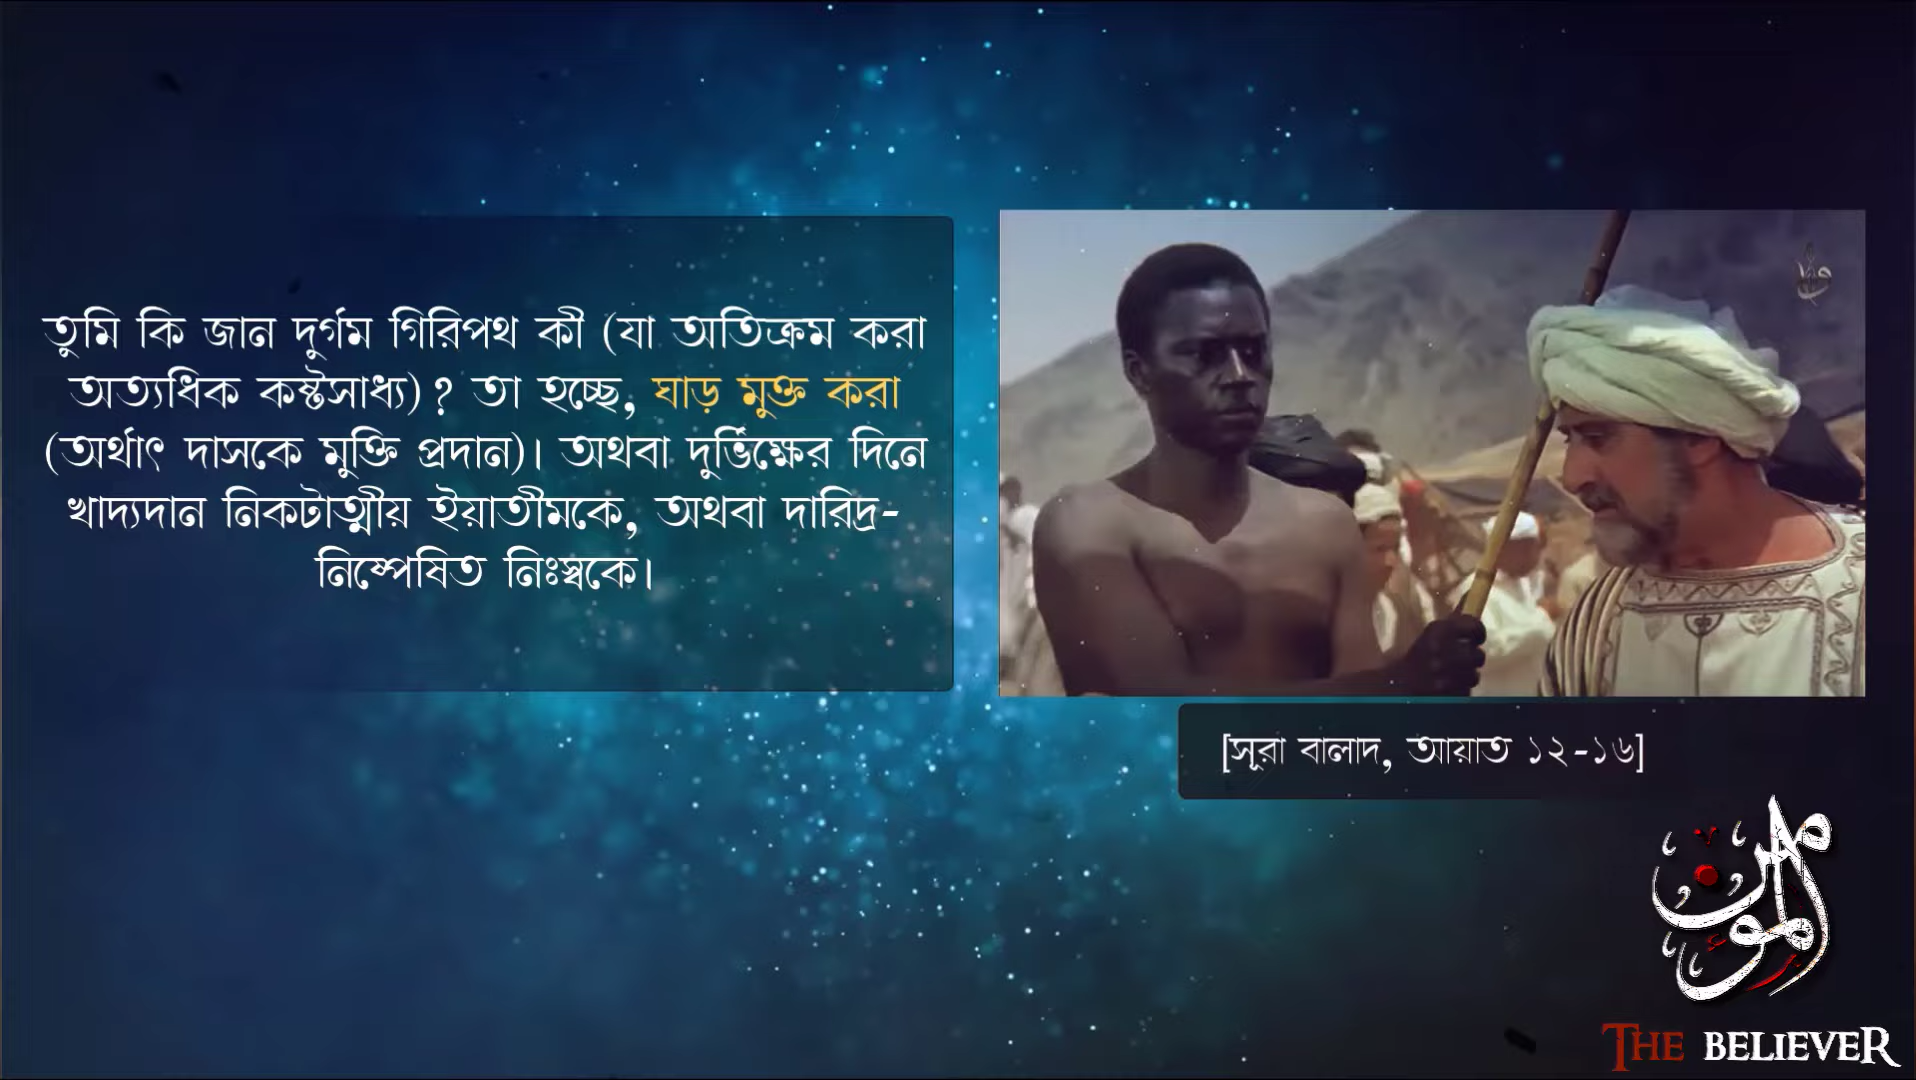 তুমি কি জান দুর্গম গিরিপথ কী (যা অতিক্রম করা
অত্যধিক কষ্টসাধ্য)? তা হচ্ছে, ঘাড় মুক্ত করা
(অর্থাৎ দাসকে মুক্তি প্রদান)। অথবা দুর্ভিক্ষের দিনে
খাদ্যদান নিকটাত্মীয় ইয়াতীমকে, অথবা দারিদ্র-
নিষ্পেষিত নিঃস্বকে।
[সূরা বালাদ, আয়াত ১২-১৬]
المؤمن
THE BELIEVER